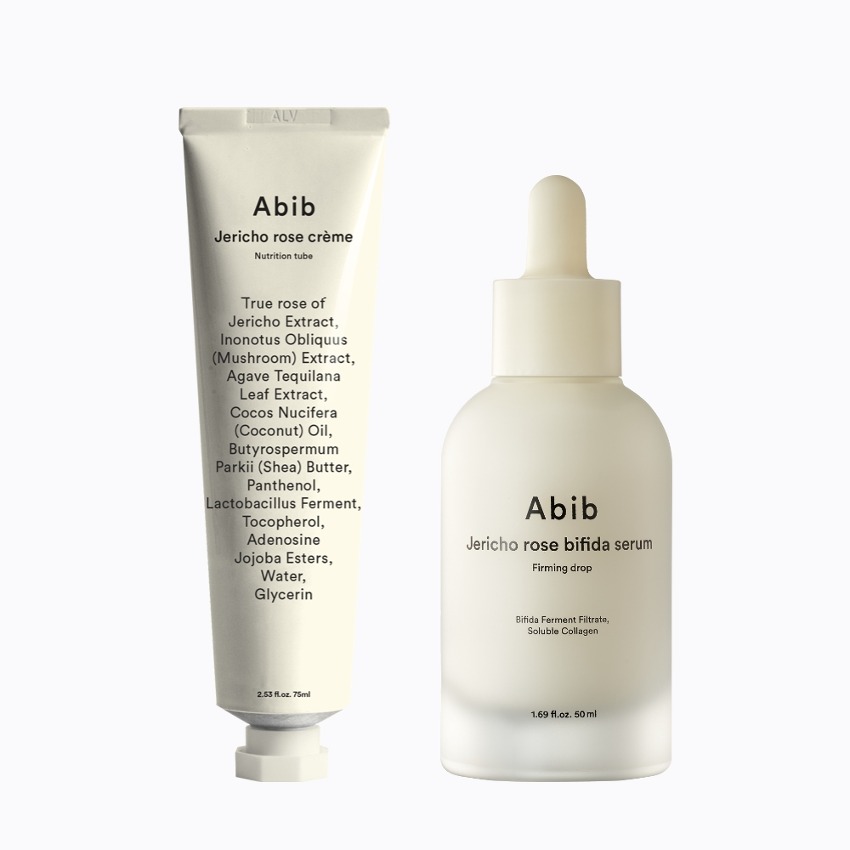 ALV
Abib
Jericho rose crème
Nutrition tube
True rose of
Jericho Extract,
Inonotus Obliquus
(Mushroom) Extract,
Agave Tequilana
Leaf Extract,
Cocos Nucifera
(Coconut) Oil,
Butyrospermum
Parkii (Shea) Butter,
Panthenol,
Lactobacillus Ferment,
Tocopherol,
Adenosine
Jojoba Esters,
Water,
Glycerin
2.53 fl.oz. 75ml
Abib
Jericho rose bifida serum
Firming drop
Bifida Ferment Filtrate,
Soluble Collagen
1.69 fl.oz. 50 ml